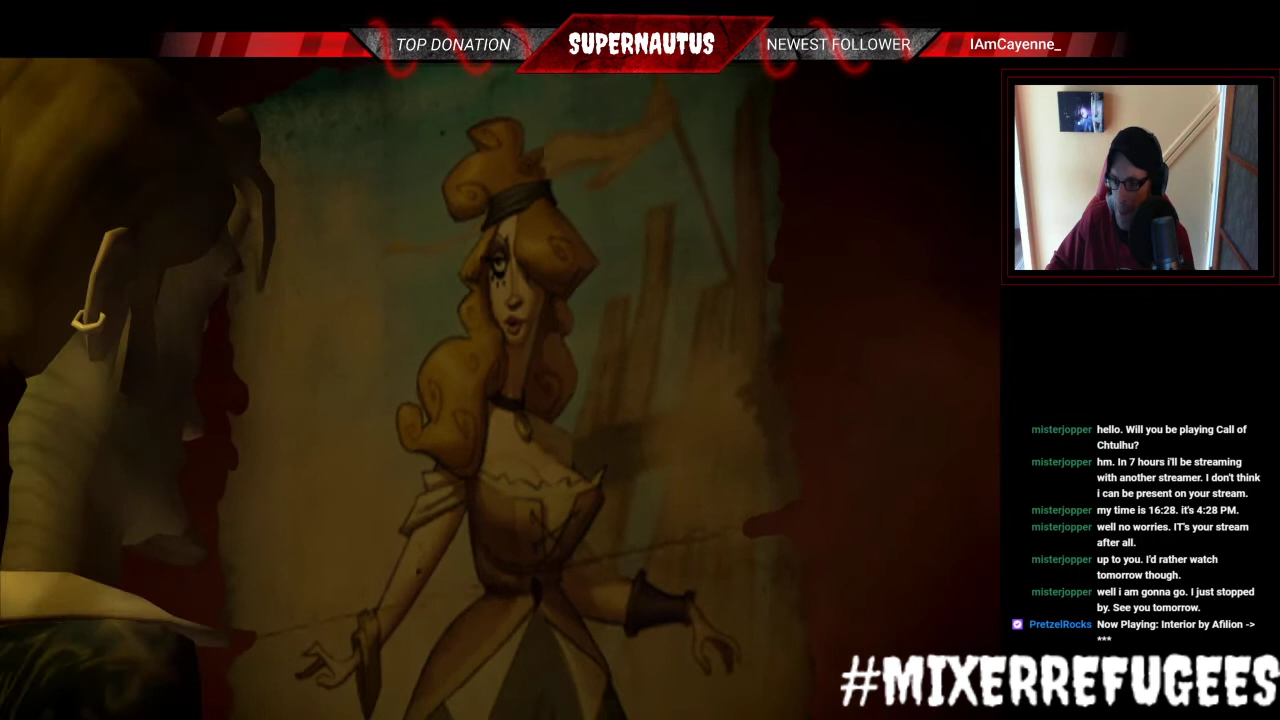 TOP DONATION
SUPERNAUTUS
NEWEST FOLLOWER
IAmCayenne_
misterjopper hello. Will you be playing Call of
Chtulhu?
misterjopper hm. In 7 hours i'll be streaming
with another streamer. I don't think
i can be present on your stream.
misterjopper my time is 16:28. it's 4:28 PM.
misterjopper well no worries. IT's your stream
after all.
misterjopper up to you. I'd rather watch
tomorrow though.
misterjopper well i am gonna go. I just stopped
by. See you tomorrow.
PretzelRocks Now Playing: Interior by Afilion ->
***
#MIXERREFUGEES